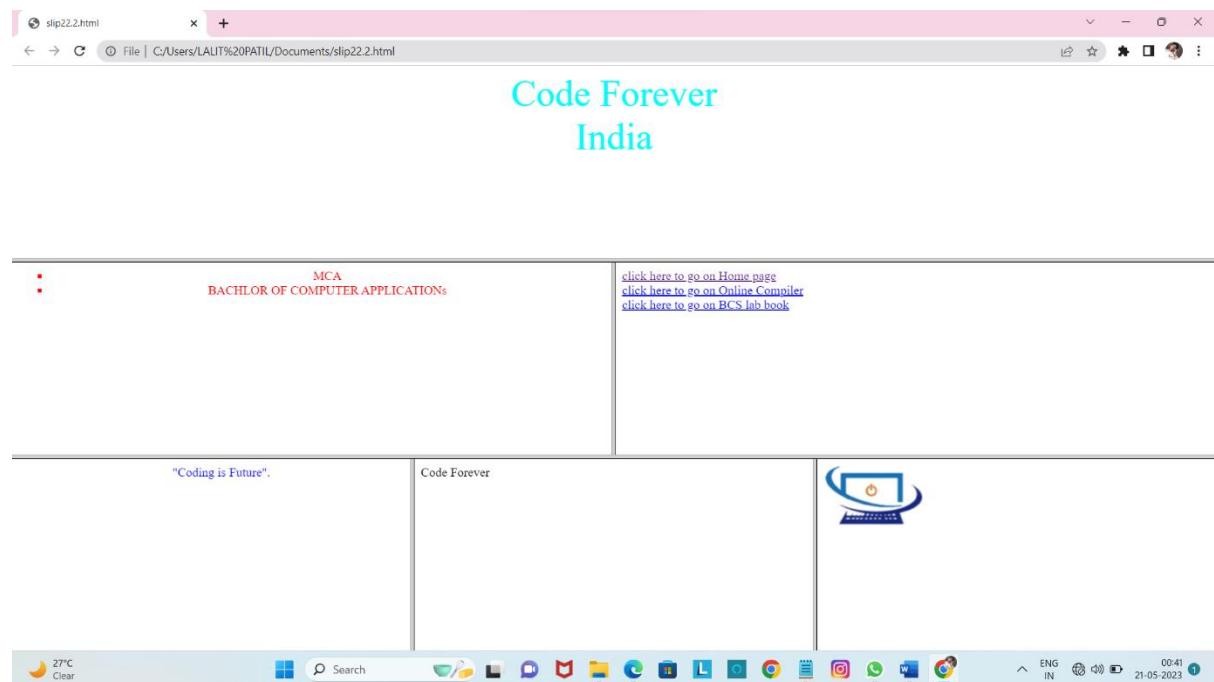 slip22.2.html
File | C:/Users/LALIT%20PATIL/Documents/slip22.2.html
Code Forever
India
MCA
BACHLOR OF COMPUTER APPLICATIONs
click here to go on Home page
click here to go on Online Compiler
click here to go on BCS lab book
"Coding is Future".
Code Forever
27°C
Clear
Search
L
W
ENG
IN
00:41
21-05-2023
1